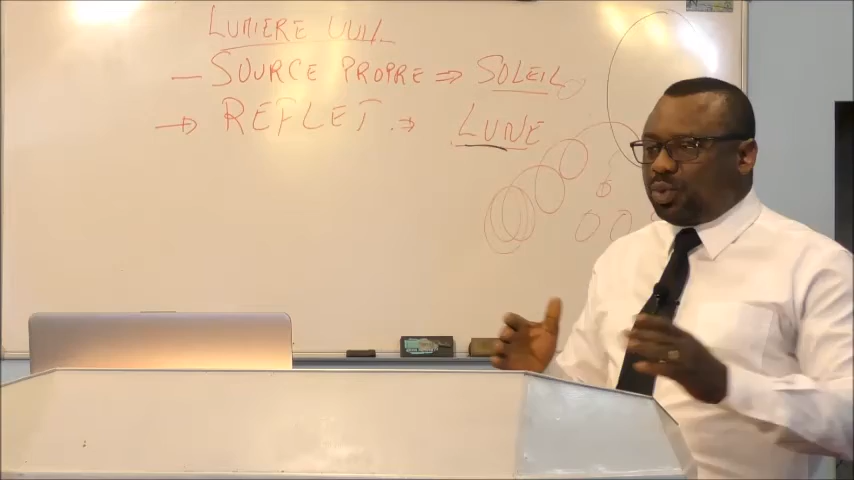 LUMIERE
— SOURCE PROPRE => SOLEIL
→ REFLET . => LUNE